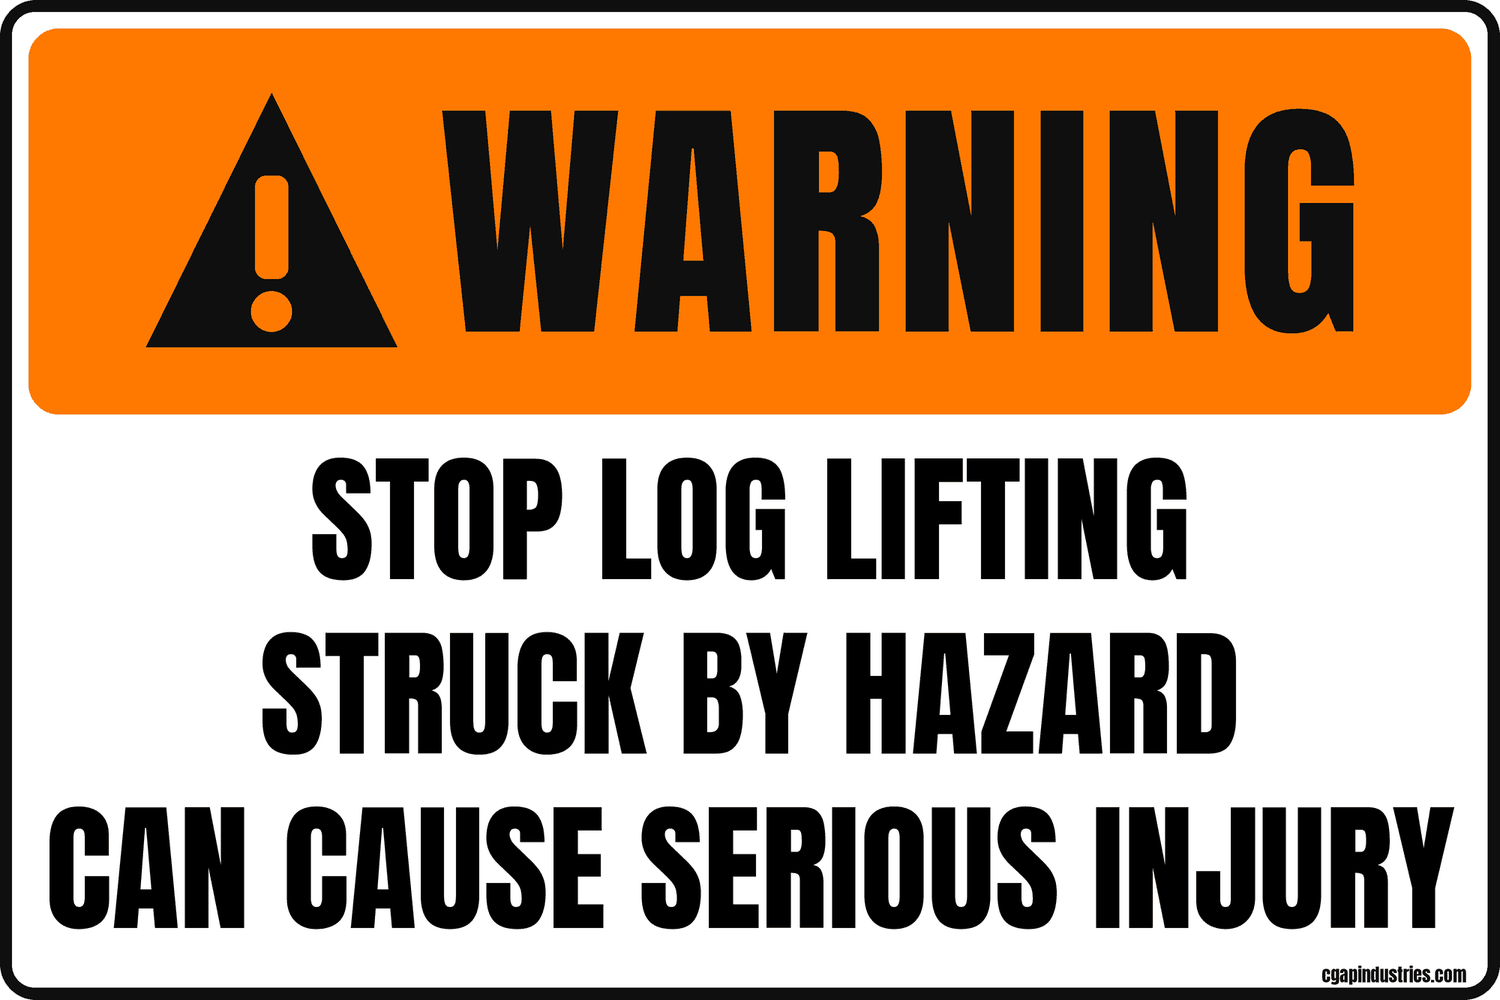 WARNING
STOP LOG LIFTING
STRUCK BY HAZARD
CAN CAUSE SERIOUS INJURY
cgapindustries.com